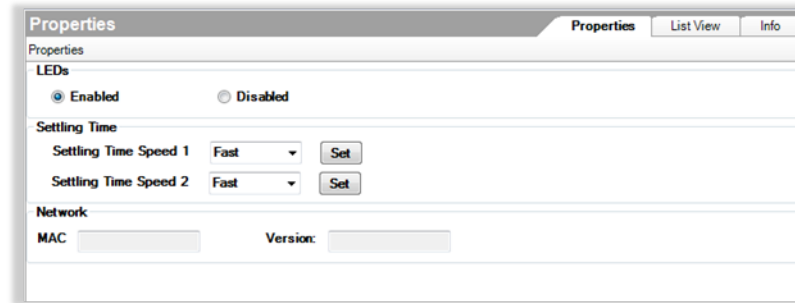 Properties Properties List View Info
Properties
LEDs
Enabled Disabled
Settling Time
Settling Time Speed 1 Fast Set
Settling Time Speed 2 Fast Set
Network
MAC Version: